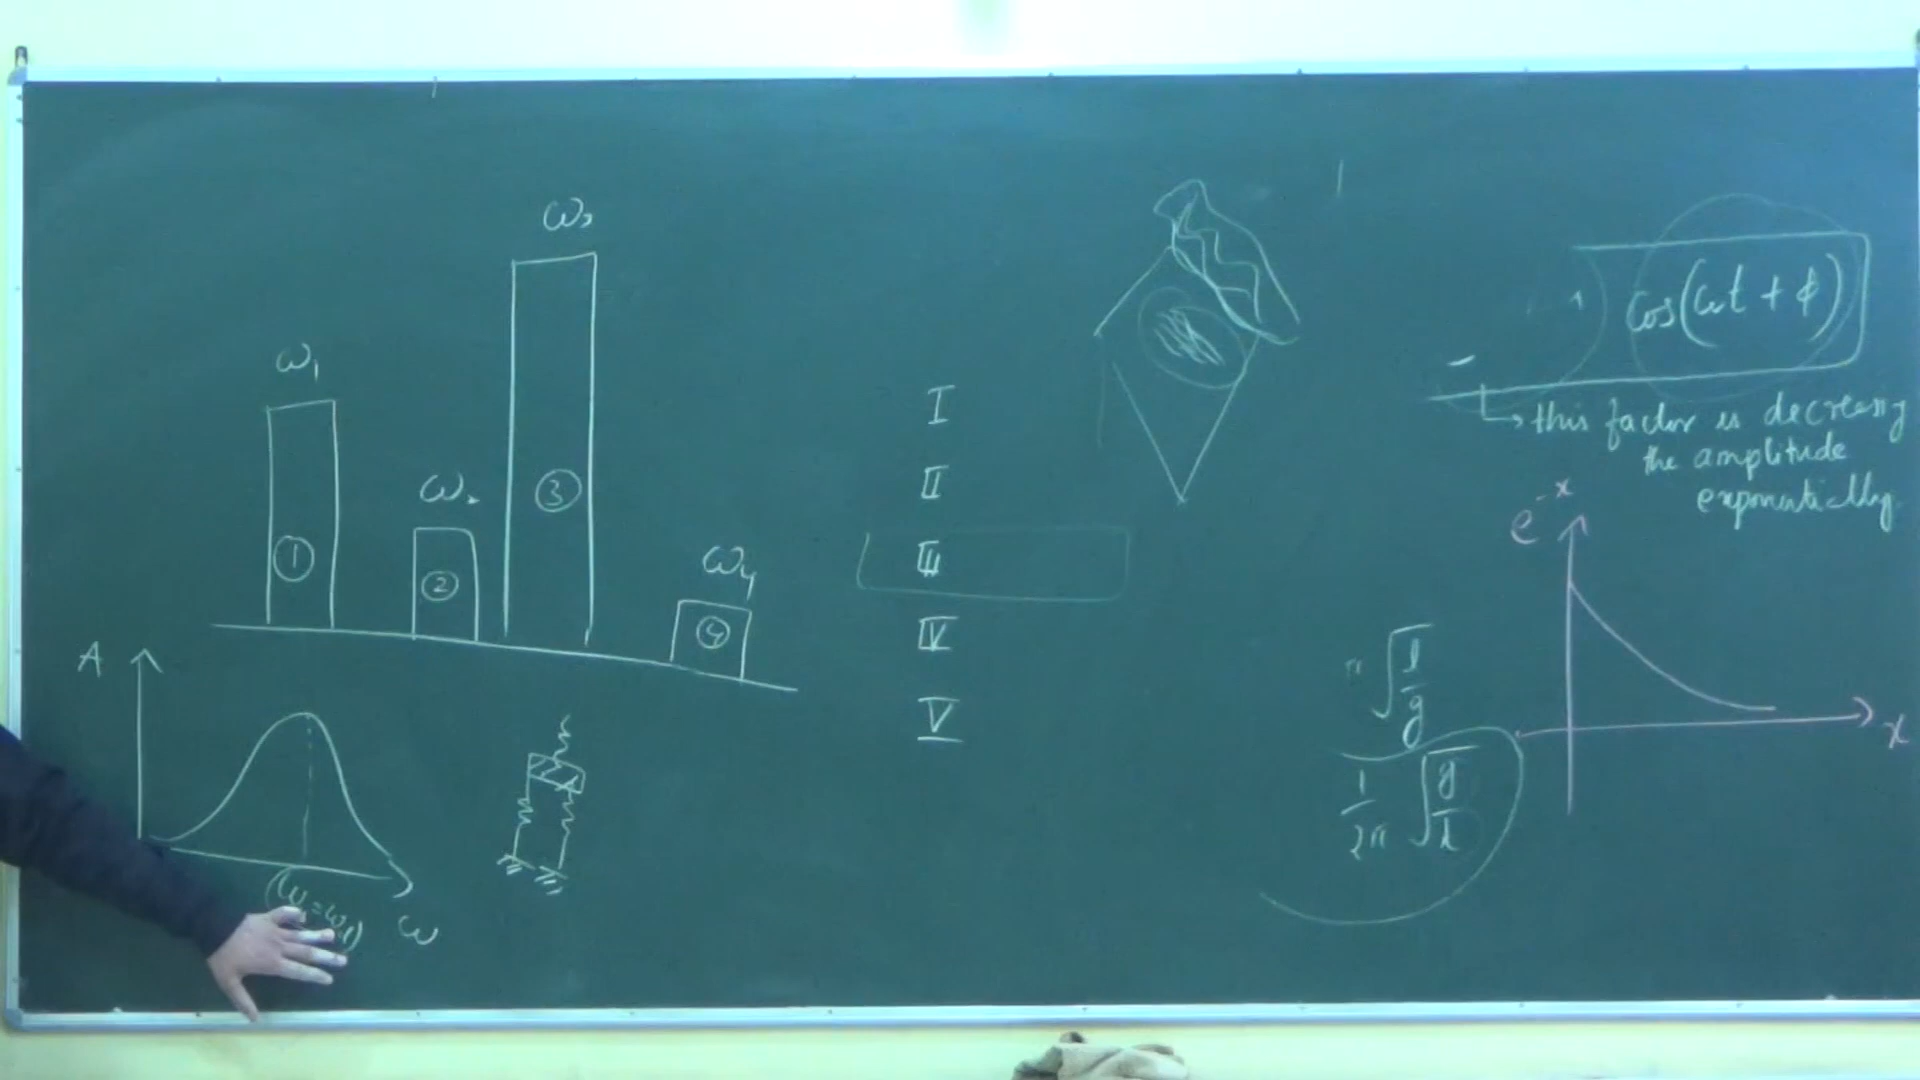 ω₁
ω₂
ω₃
ω₄
①
②
③
④
A
ω
I
II
III
IV
V
cos(ωt + ϕ)
↳ this factor is decreasing
the amplitude
exponentially
e⁻ˣ
x
π √(l/g)
1/2π √(g/l)